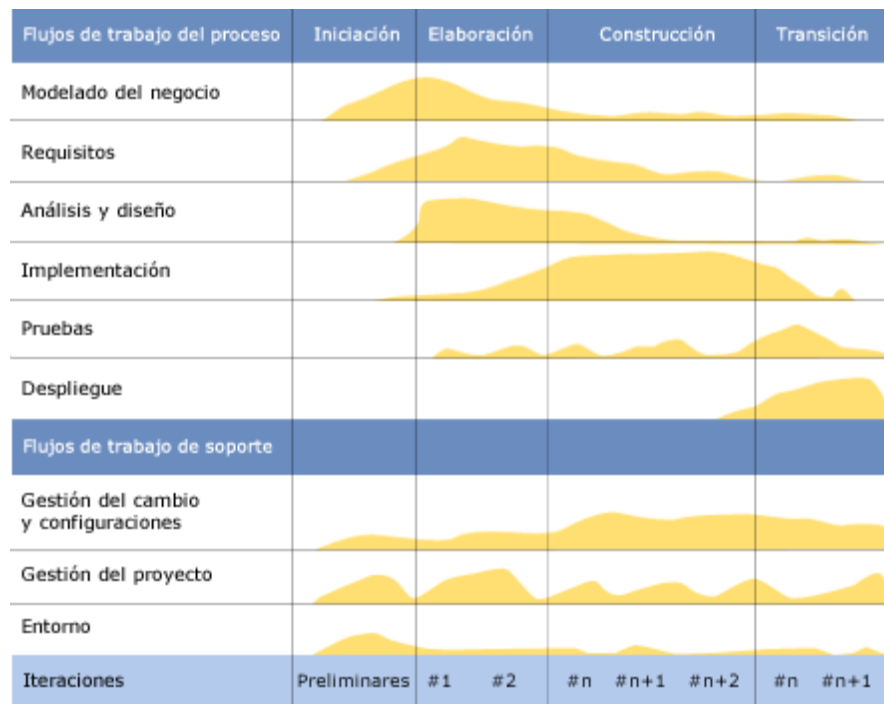 Flujos de trabajo del proceso Iniciación Elaboración Construcción Transición
Modelado del negocio
Requisitos
Análisis y diseño
Implementación
Pruebas
Despliegue
Flujos de trabajo de soporte
Gestión del cambio
y configuraciones
Gestión del proyecto
Entorno
Iteraciones Preliminares #1 #2 #n #n+1 #n+2 #n #n+1